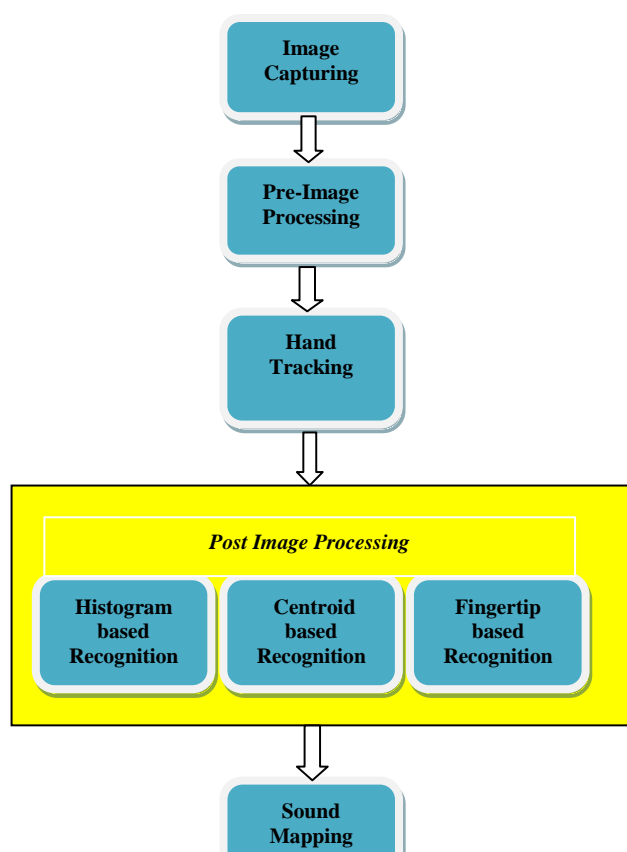 Image
Capturing
Pre-Image
Processing
Hand
Tracking
Post Image Processing
Histogram
based
Recognition
Centroid
based
Recognition
Fingertip
based
Recognition
Sound
Mapping